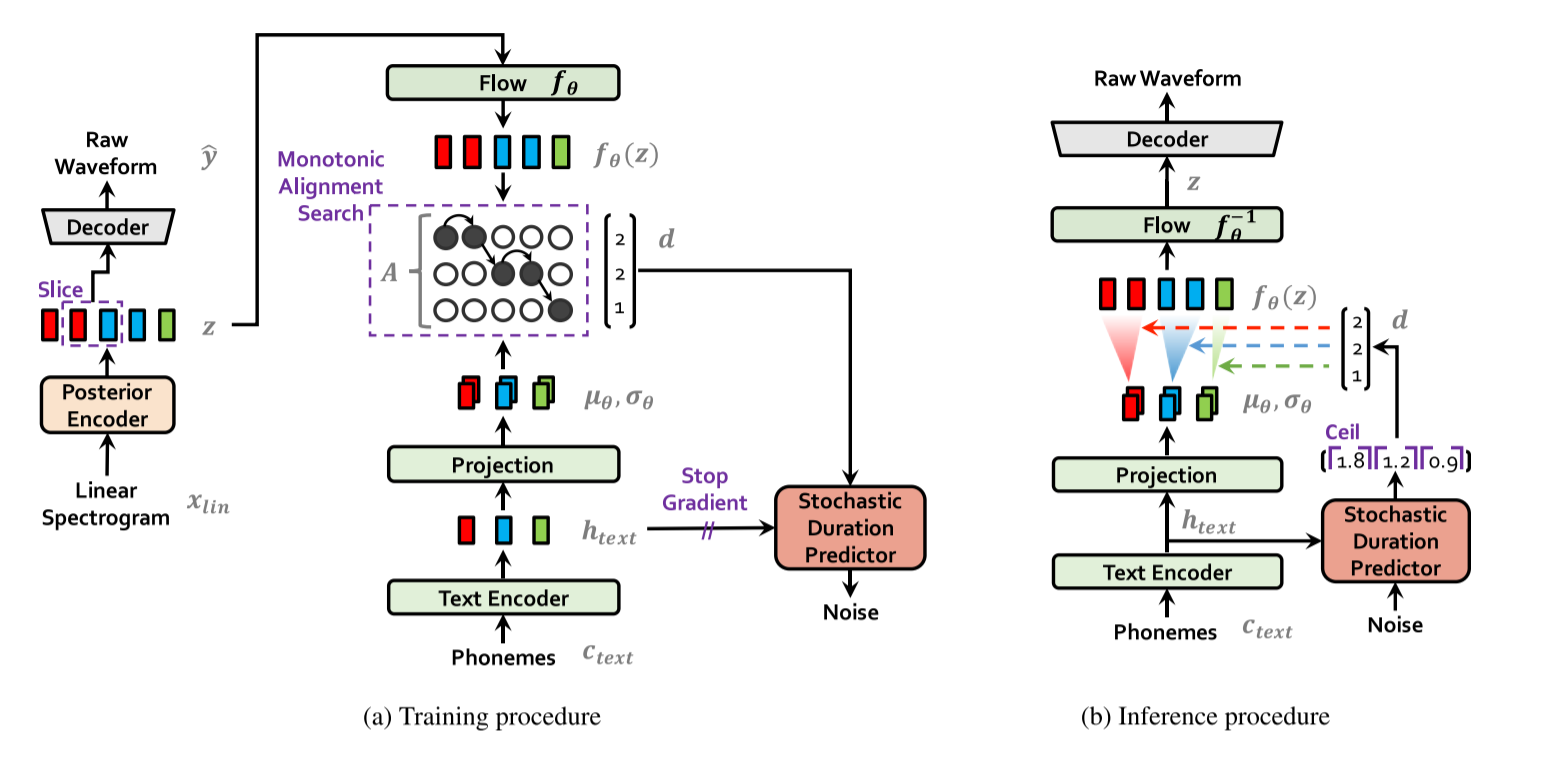 Raw
Waveform
ŷ
Decoder
Slice
z
Posterior
Encoder
Linear
Spectrogram
x_lin
Flow f_θ
f_θ(z)
Monotonic
Alignment
Search
A
2
2
1
d
μ_θ, σ_θ
Projection
h_text
Stop
Gradient
//
Text Encoder
Phonemes
c_text
Stochastic
Duration
Predictor
Noise
(a) Training procedure
Raw Waveform
Decoder
z
Flow f_θ^{-1}
f_θ(z)
2
2
1
d
μ_θ, σ_θ
Ceil
(⌈1.8⌉⌈1.2⌉⌈0.9⌉)
Projection
h_text
Stochastic
Duration
Predictor
Text Encoder
Phonemes
c_text
Noise
(b) Inference procedure